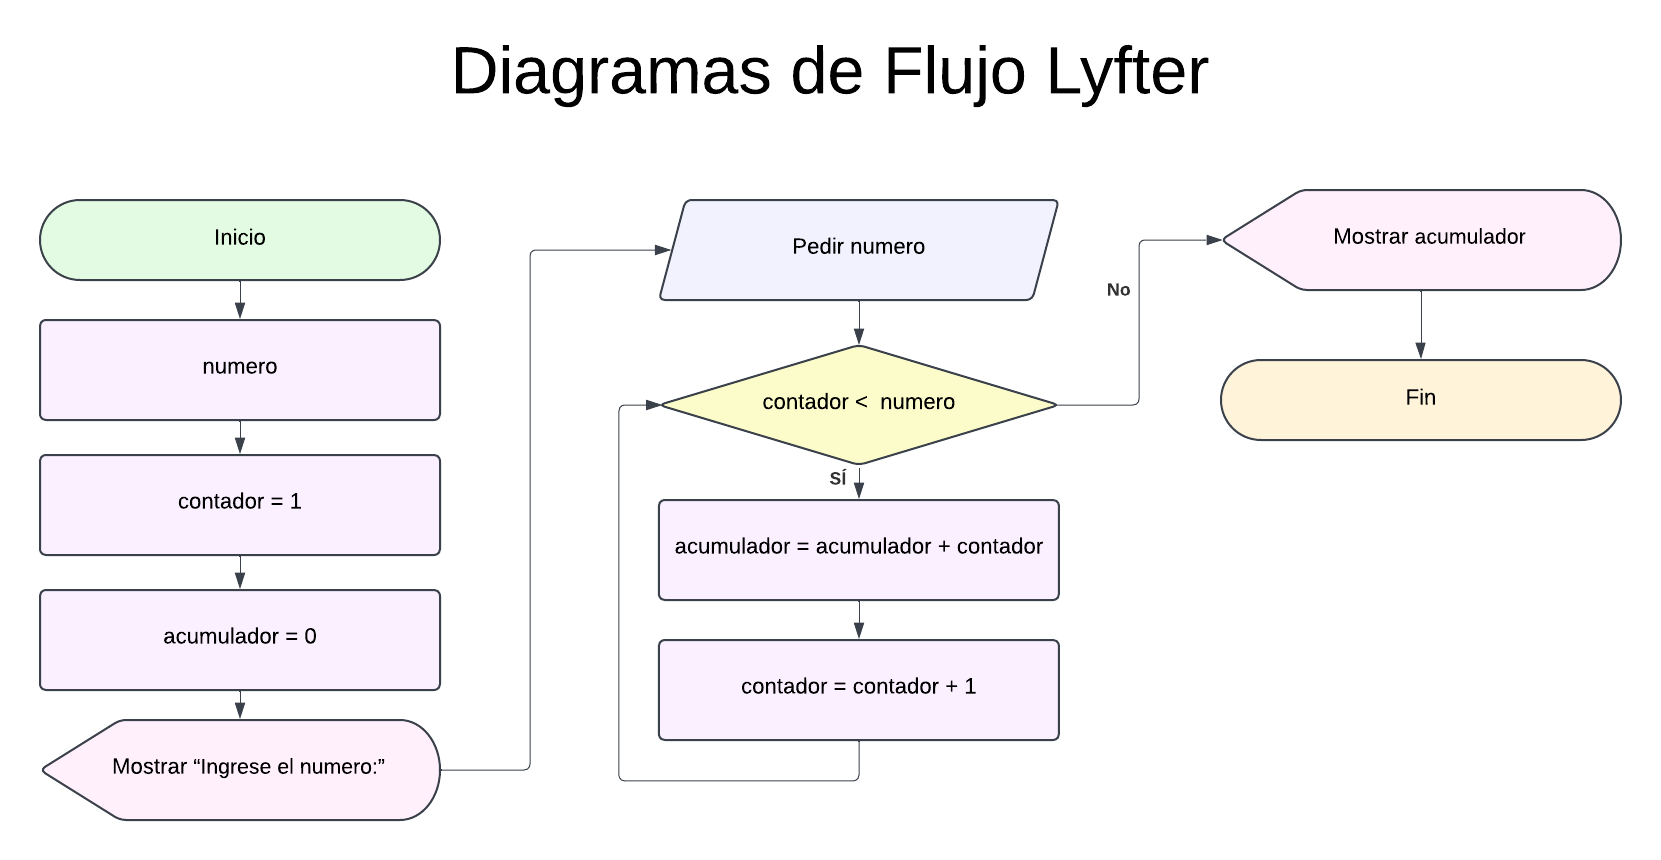 Diagramas de Flujo Lyfter
Inicio
numero
contador = 1
acumulador = 0
Mostrar “Ingrese el numero:”
Pedir numero
contador <  numero
SÍ
acumulador = acumulador + contador
contador = contador + 1
No
Mostrar acumulador
Fin